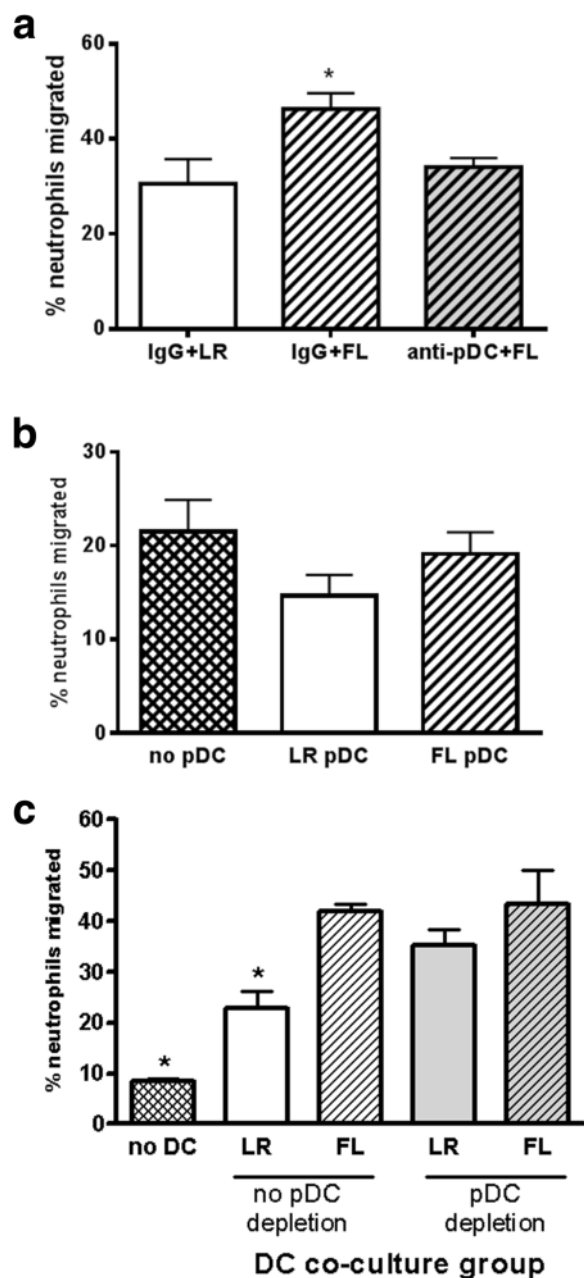 a
% neutrophils migrated
60
40
20
0
*
IgG+LR IgG+FL anti-pDC+FL
b
% neutrophils migrated
30
20
10
0
no pDC LR pDC FL pDC
c
% neutrophils migrated
60
50
40
30
20
10
0
*
*
no DC LR FL LR FL
no pDC depletion
pDC depletion
DC co-culture group